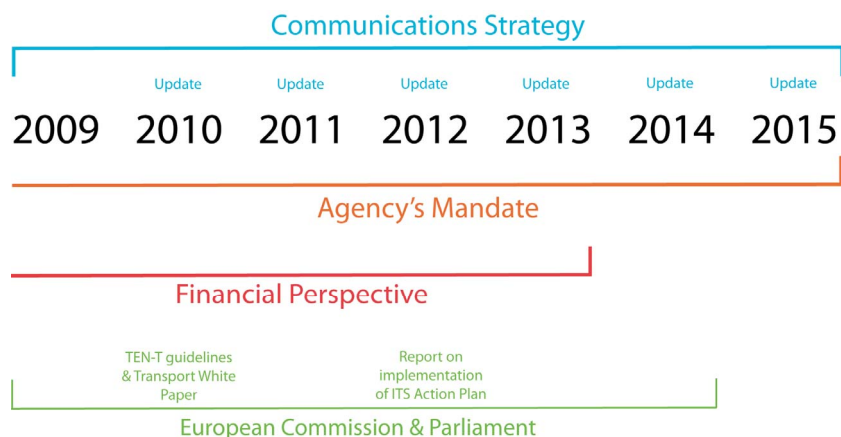 Communications Strategy
Update Update Update Update Update Update
2009 2010 2011 2012 2013 2014 2015
Agency's Mandate
Financial Perspective
TEN-T guidelines
& Transport White
Paper
Report on
implementation
of ITS Action Plan
European Commission & Parliament